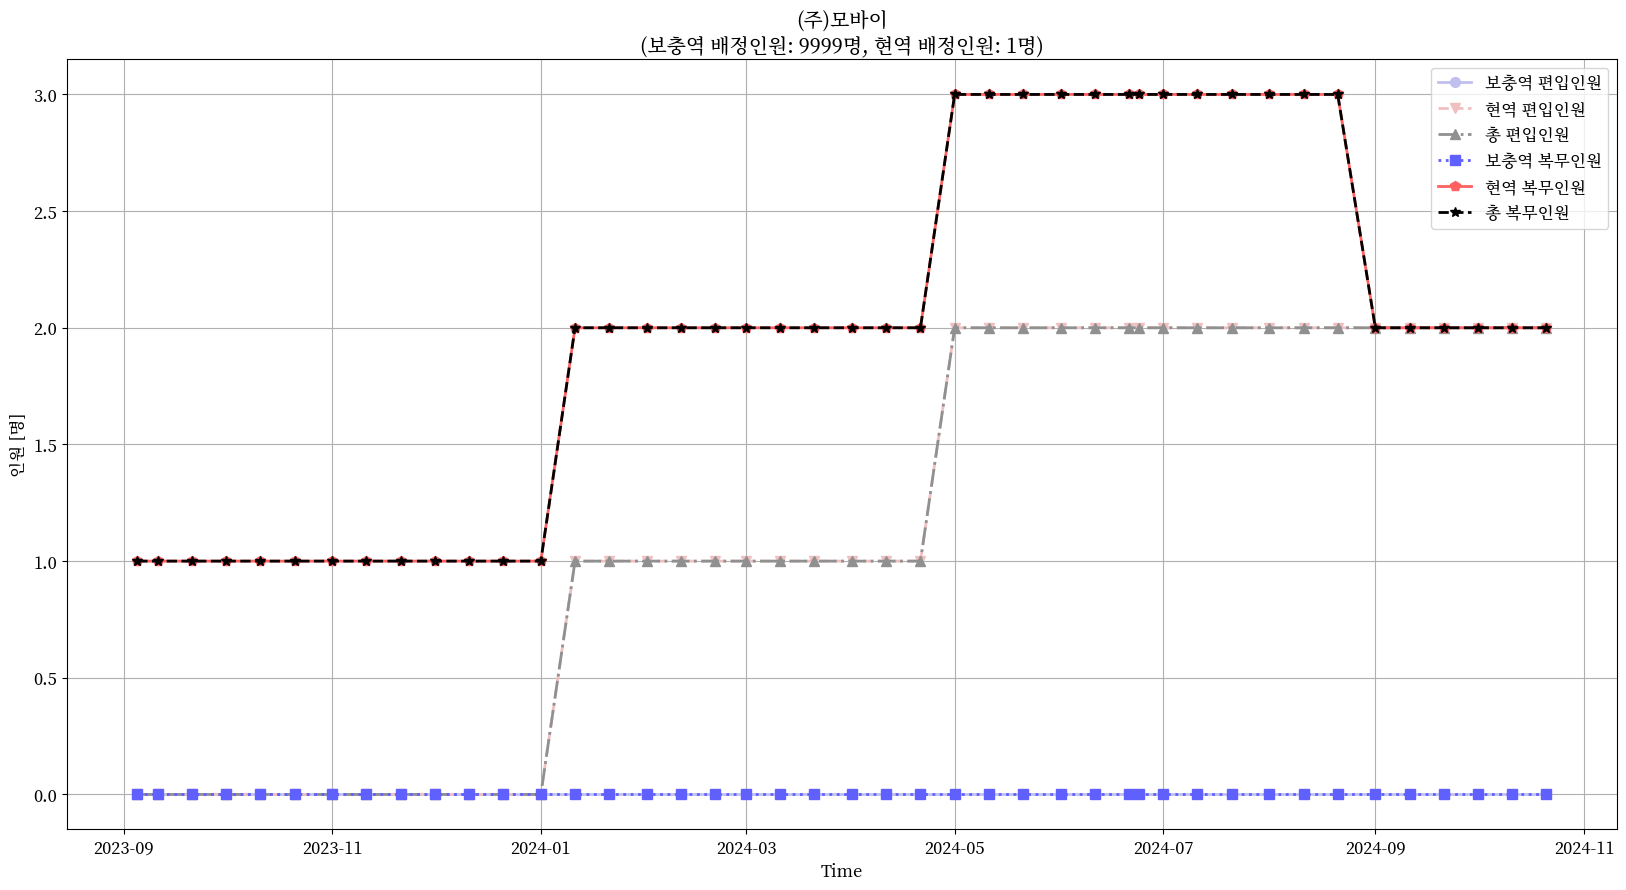 (주)모바이
(보충역 배정인원: 9999명, 현역 배정인원: 1명)
보충역 편입인원
현역 편입인원
총 편입인원
보충역 복무인원
현역 복무인원
총 복무인원
인원 [명]
3.0
2.5
2.0
1.5
1.0
0.5
0.0
2023-09
2023-11
2024-01
2024-03
2024-05
2024-07
2024-09
2024-11
Time